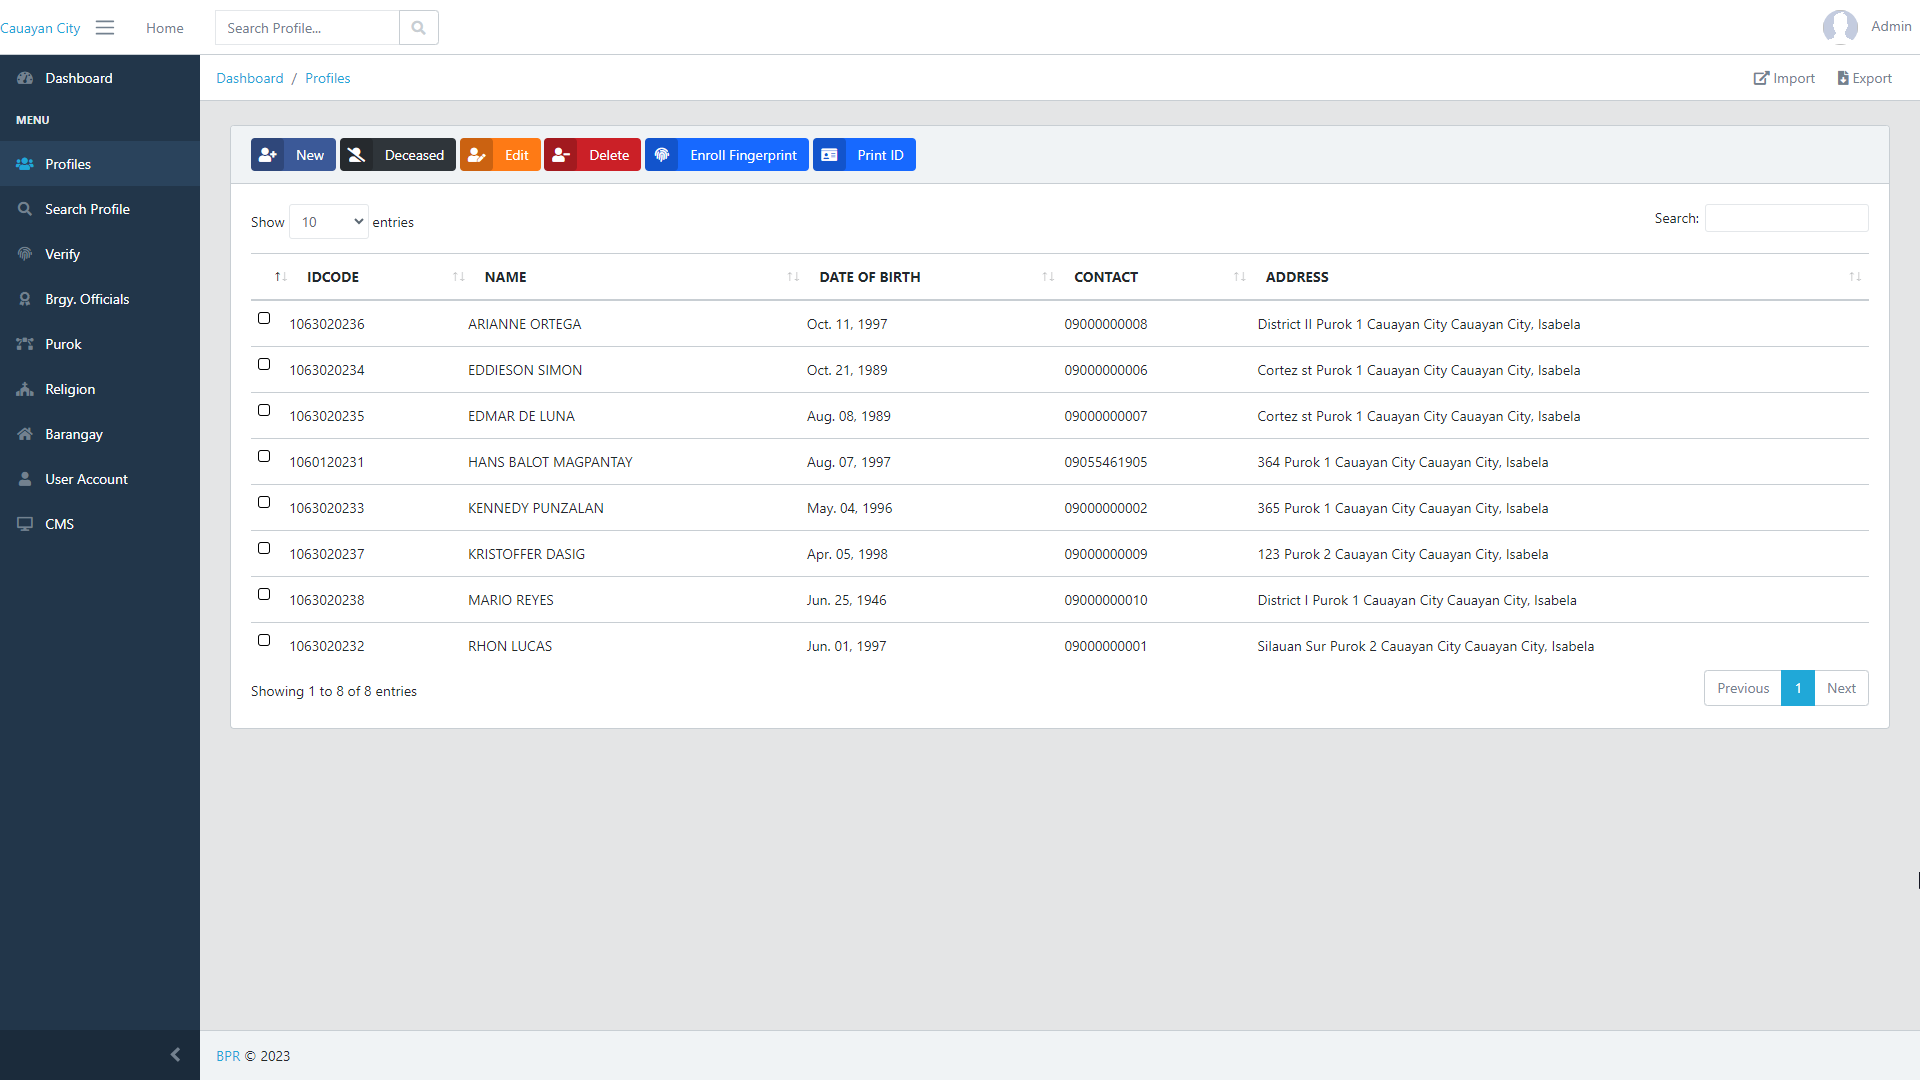 Cauayan City Home Search Profile... Admin
Dashboard
MENU
Profiles
Search Profile
Verify
Brgy. Officials
Purok
Religion
Barangay
User Account
CMS
Dashboard / Profiles Import Export
New Deceased Edit Delete Enroll Fingerprint Print ID
Show 10 entries Search:
IDCODE NAME DATE OF BIRTH CONTACT ADDRESS
1063020236 ARIANNE ORTEGA Oct. 11, 1997 09000000008 District II Purok 1 Cauayan City Cauayan City, Isabela
1063020234 EDDIESON SIMON Oct. 21, 1989 09000000006 Cortez st Purok 1 Cauayan City Cauayan City, Isabela
1063020235 EDMAR DE LUNA Aug. 08, 1989 09000000007 Cortez st Purok 1 Cauayan City Cauayan City, Isabela
1060120231 HANS BALOT MAGPANTAY Aug. 07, 1997 09055461905 364 Purok 1 Cauayan City Cauayan City, Isabela
1063020233 KENNEDY PUNZALAN May. 04, 1996 09000000002 365 Purok 1 Cauayan City Cauayan City, Isabela
1063020237 KRISTOFFER DASIG Apr. 05, 1998 09000000009 123 Purok 2 Cauayan City Cauayan City, Isabela
1063020238 MARIO REYES Jun. 25, 1946 09000000010 District I Purok 1 Cauayan City Cauayan City, Isabela
1063020232 RHON LUCAS Jun. 01, 1997 09000000001 Silauan Sur Purok 2 Cauayan City Cauayan City, Isabela
Showing 1 to 8 of 8 entries Previous 1 Next
BPR © 2023